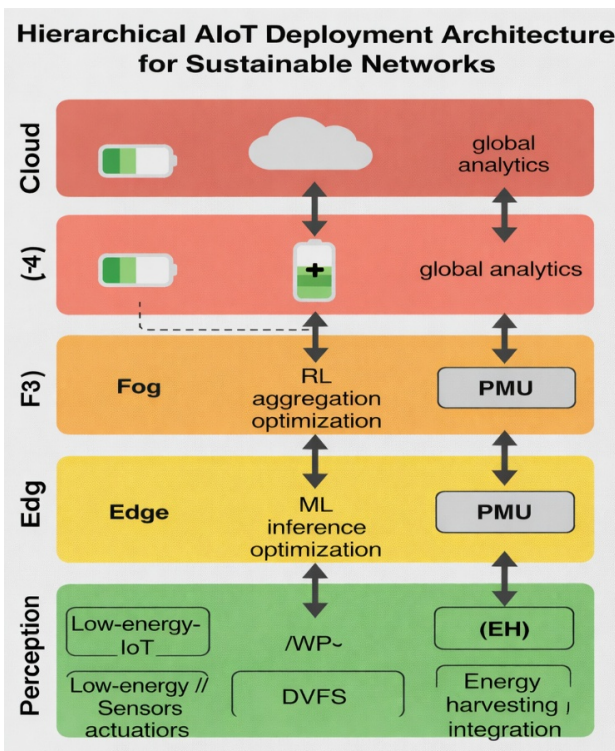 Hierarchical AIoT Deployment Architecture
for Sustainable Networks
Cloud
global
analytics
(-4)
global analytics
F3)
Fog
RL
aggregation
optimization
PMU
Edg
Edge
ML
inference
optimization
PMU
Perception
Low-energy-
IoT
/WP~
(EH)
Low-energy //
Sensors
actuatiors
DVFS
Energy
harvesting
integration